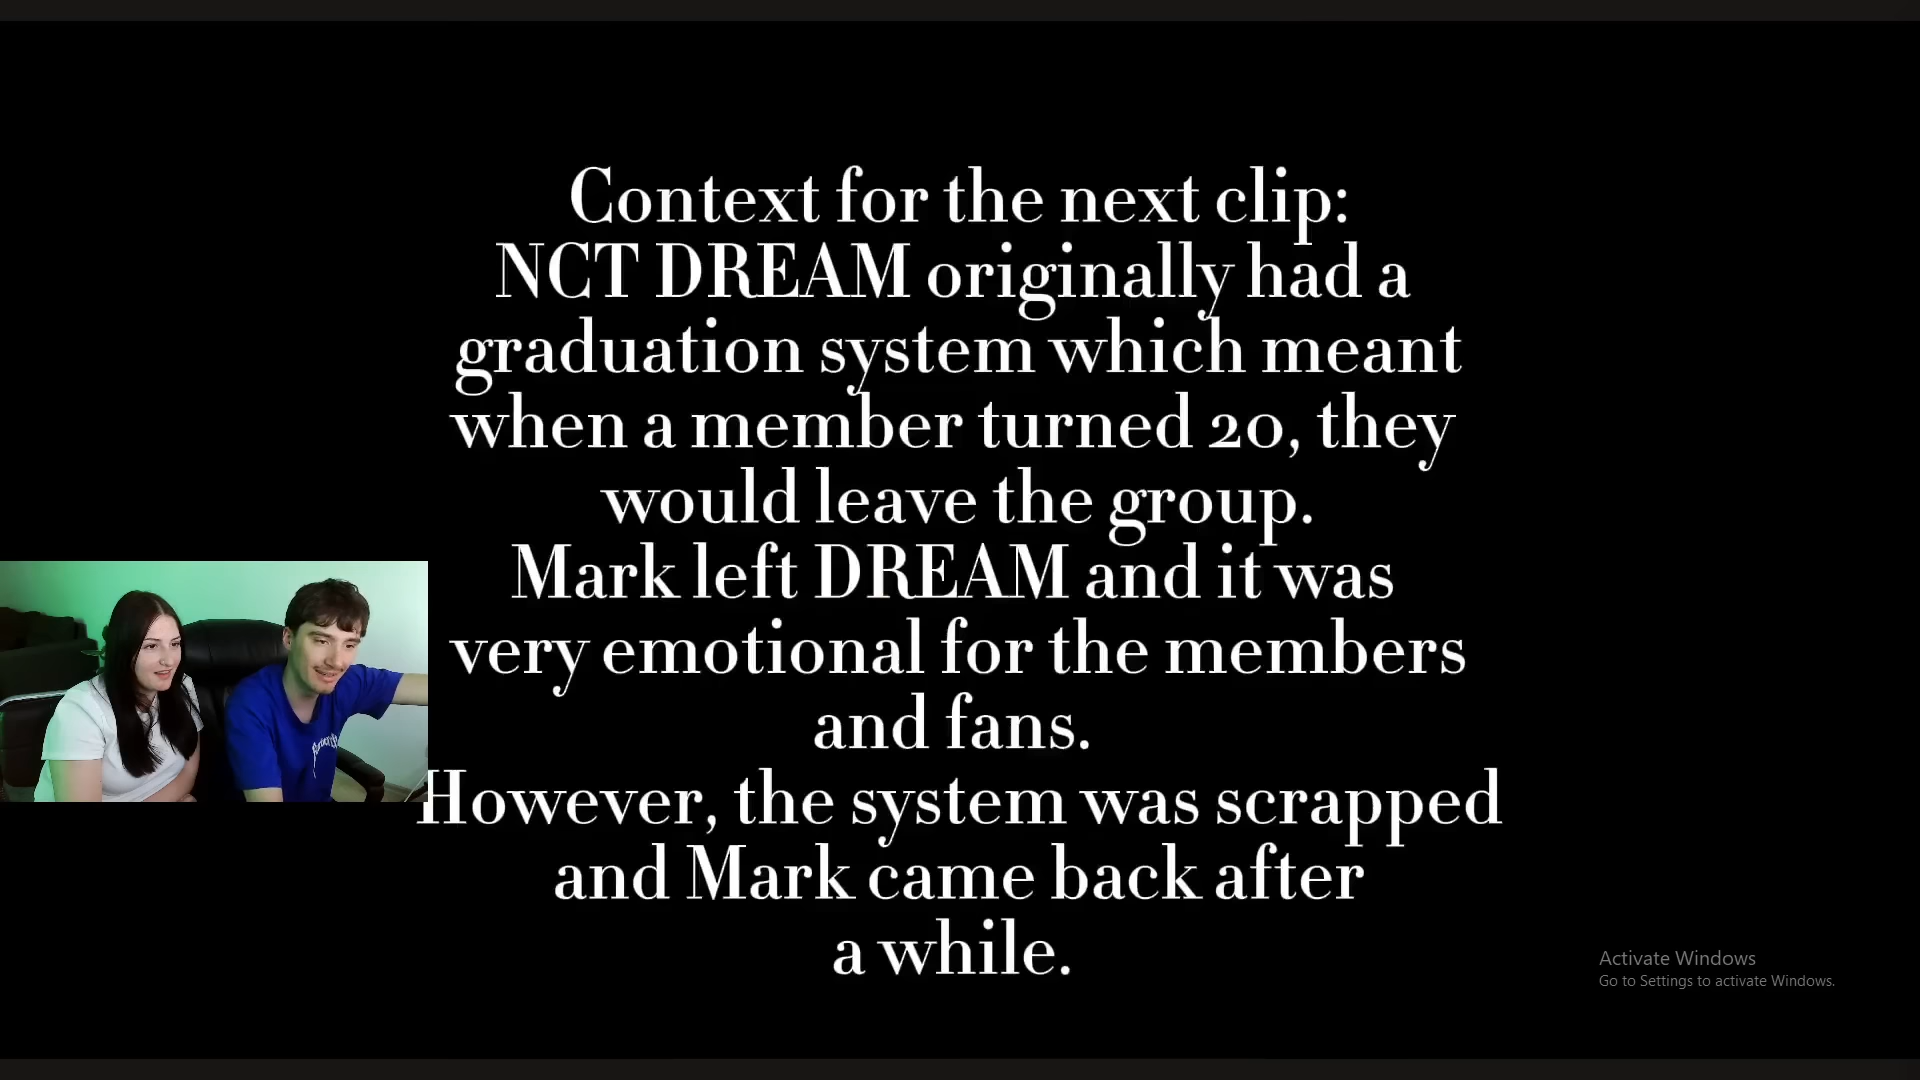 Context for the next clip:
NCT DREAM originally had a
graduation system which meant
when a member turned 20, they
would leave the group.
Mark left DREAM and it was
very emotional for the members
and fans.
However, the system was scrapped
and Mark came back after
a while.
Activate Windows
Go to Settings to activate Windows.